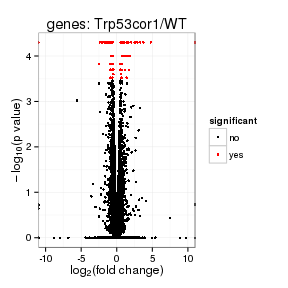 genes: Trp53cor1/WT
4
3
2
1
0
-10
-5
0
5
10
−log10(p value)
log2(fold change)
significant
no
yes